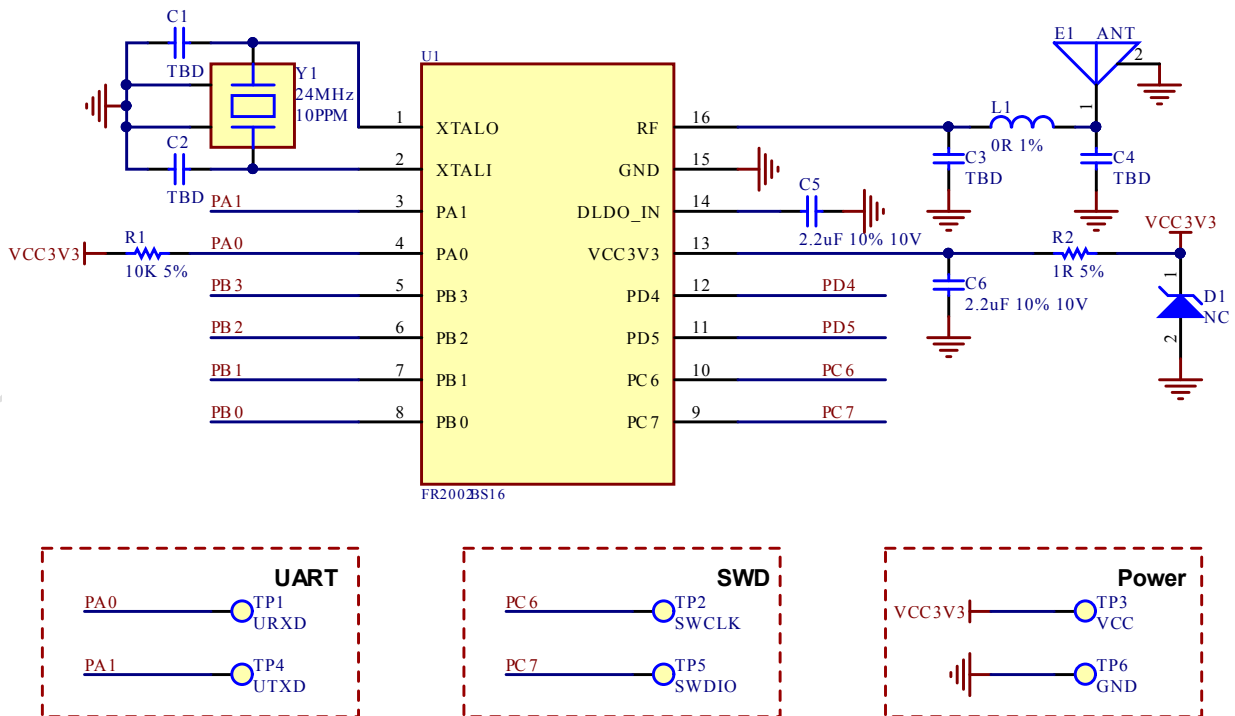 C1
TBD
Y1
24MHz
10PPM
C2
TBD
U1
1 XTALO
2 XTALI
PA1 3 PA1
VCC3V3 R1 PA0 4 PA0
10K 5%
PB3 5 PB3
PB2 6 PB2
PB1 7 PB1
PB0 8 PB0
RF 16
GND 15
DLDO_IN 14
VCC3V3 13
PD4 12 PD4
PD5 11 PD5
PC6 10 PC6
PC7 9 PC7
FR2002BS16
E1 ANT
2
1
L1
0R 1%
C3
TBD
C4
TBD
C5
2.2uF 10% 10V
VCC3V3
R2
1R 5%
C6
2.2uF 10% 10V
1
D1
NC
2
UART
PA0 TP1
URXD
PA1 TP4
UTXD
SWD
PC6 TP2
SWCLK
PC7 TP5
SWDIO
Power
VCC3V3 TP3
VCC
TP6
GND